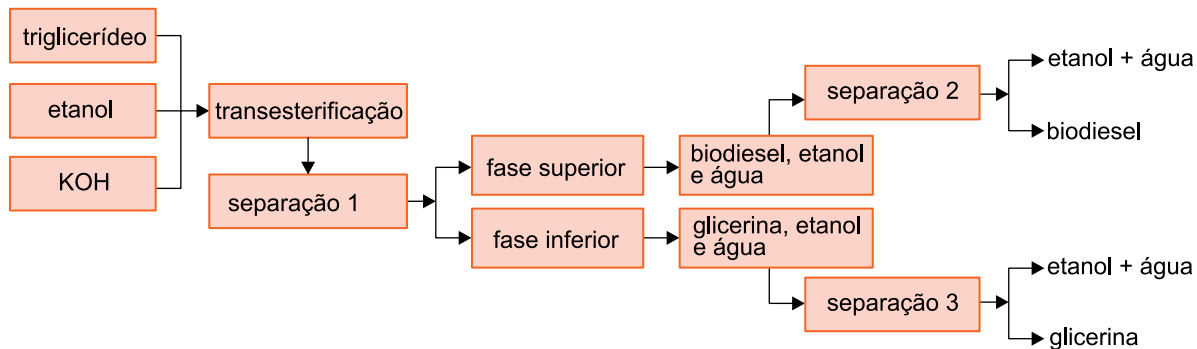 triglicerídeo
etanol
KOH
transesterificação
separação 1
fase superior
fase inferior
biodiesel, etanol
e água
glicerina, etanol
e água
separação 2
separação 3
etanol + água
biodiesel
etanol + água
glicerina